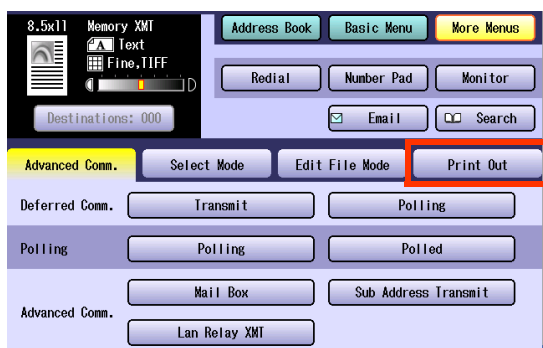 8.5x11 Memory XMT
A Text
Fine,TIFF
D
Destinations: 000
Address Book Basic Menu More Menus
Redial Number Pad Monitor
Email Search
Advanced Comm. Select Mode Edit File Mode Print Out
Deferred Comm. Transmit Polling
Polling Polling Polled
Advanced Comm. Mail Box Sub Address Transmit
Lan Relay XMT